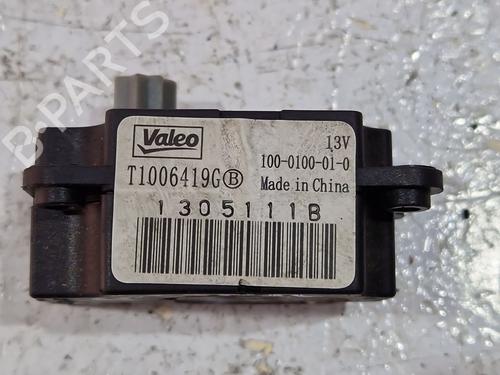 B PARTS
Valeo
13V
100-0100-01-0
T1006419G B
Made in China
1305111B